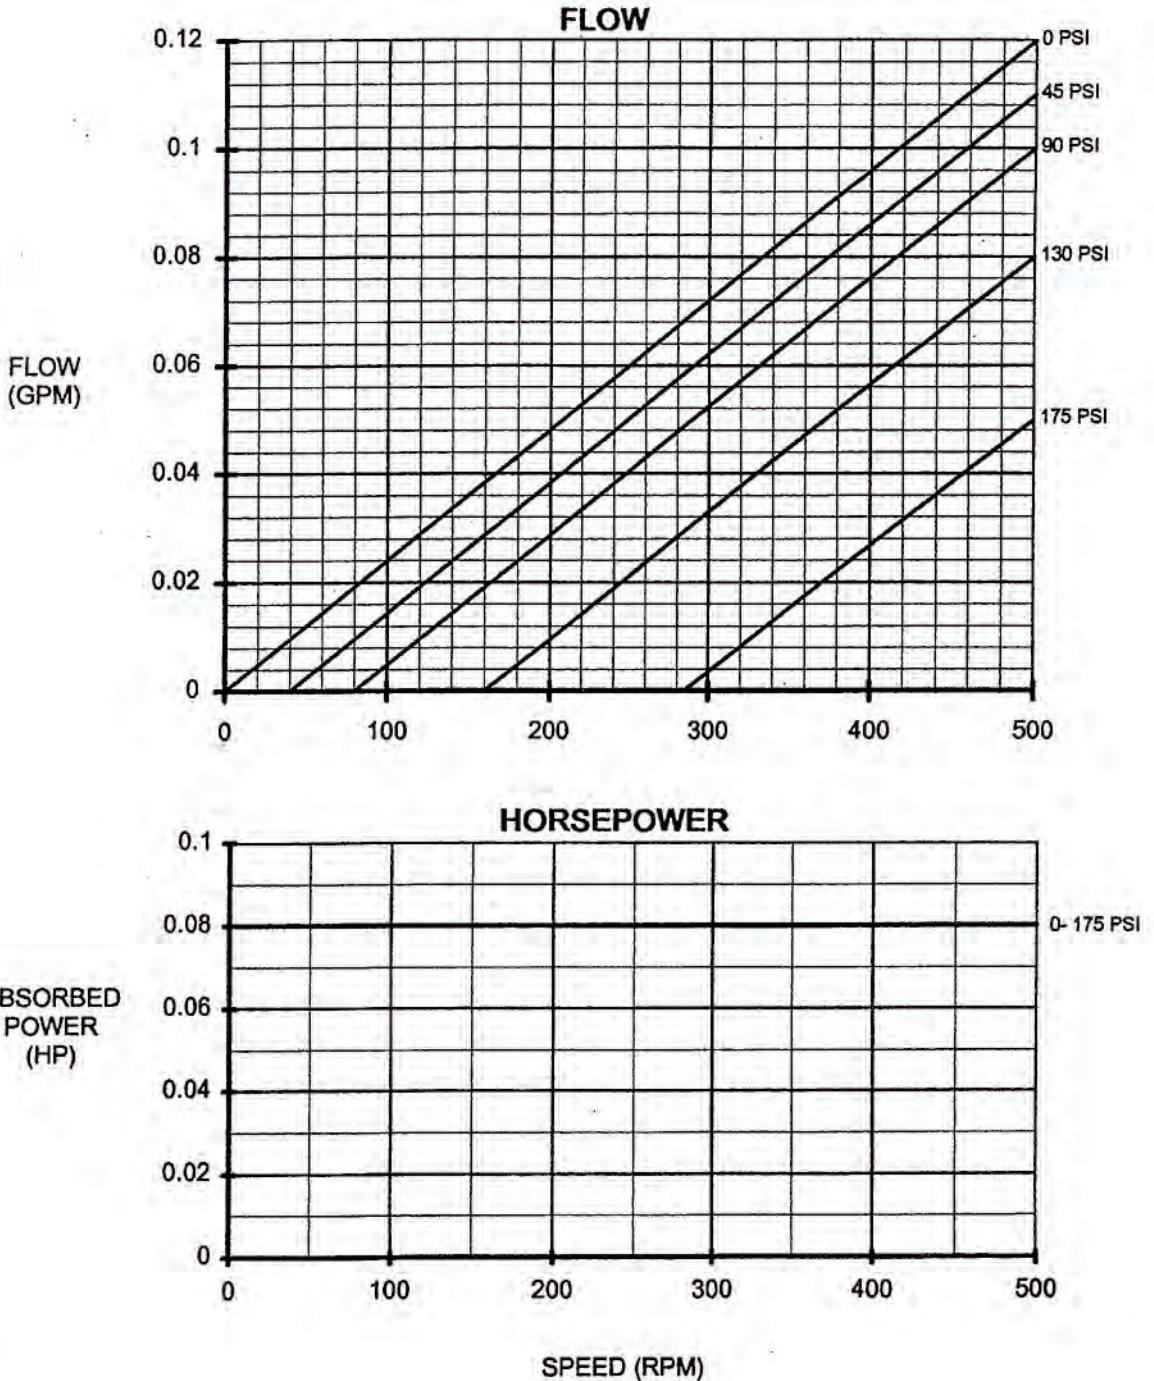 FLOW
0.12
0.1
0.08
0.06
0.04
0.02
0
FLOW
(GPM)
0 PSI
45 PSI
90 PSI
130 PSI
175 PSI
0 100 200 300 400 500
HORSEPOWER
0.1
0.08
0.06
0.04
0.02
0
BSORBED
POWER
(HP)
0-175 PSI
0 100 200 300 400 500
SPEED (RPM)